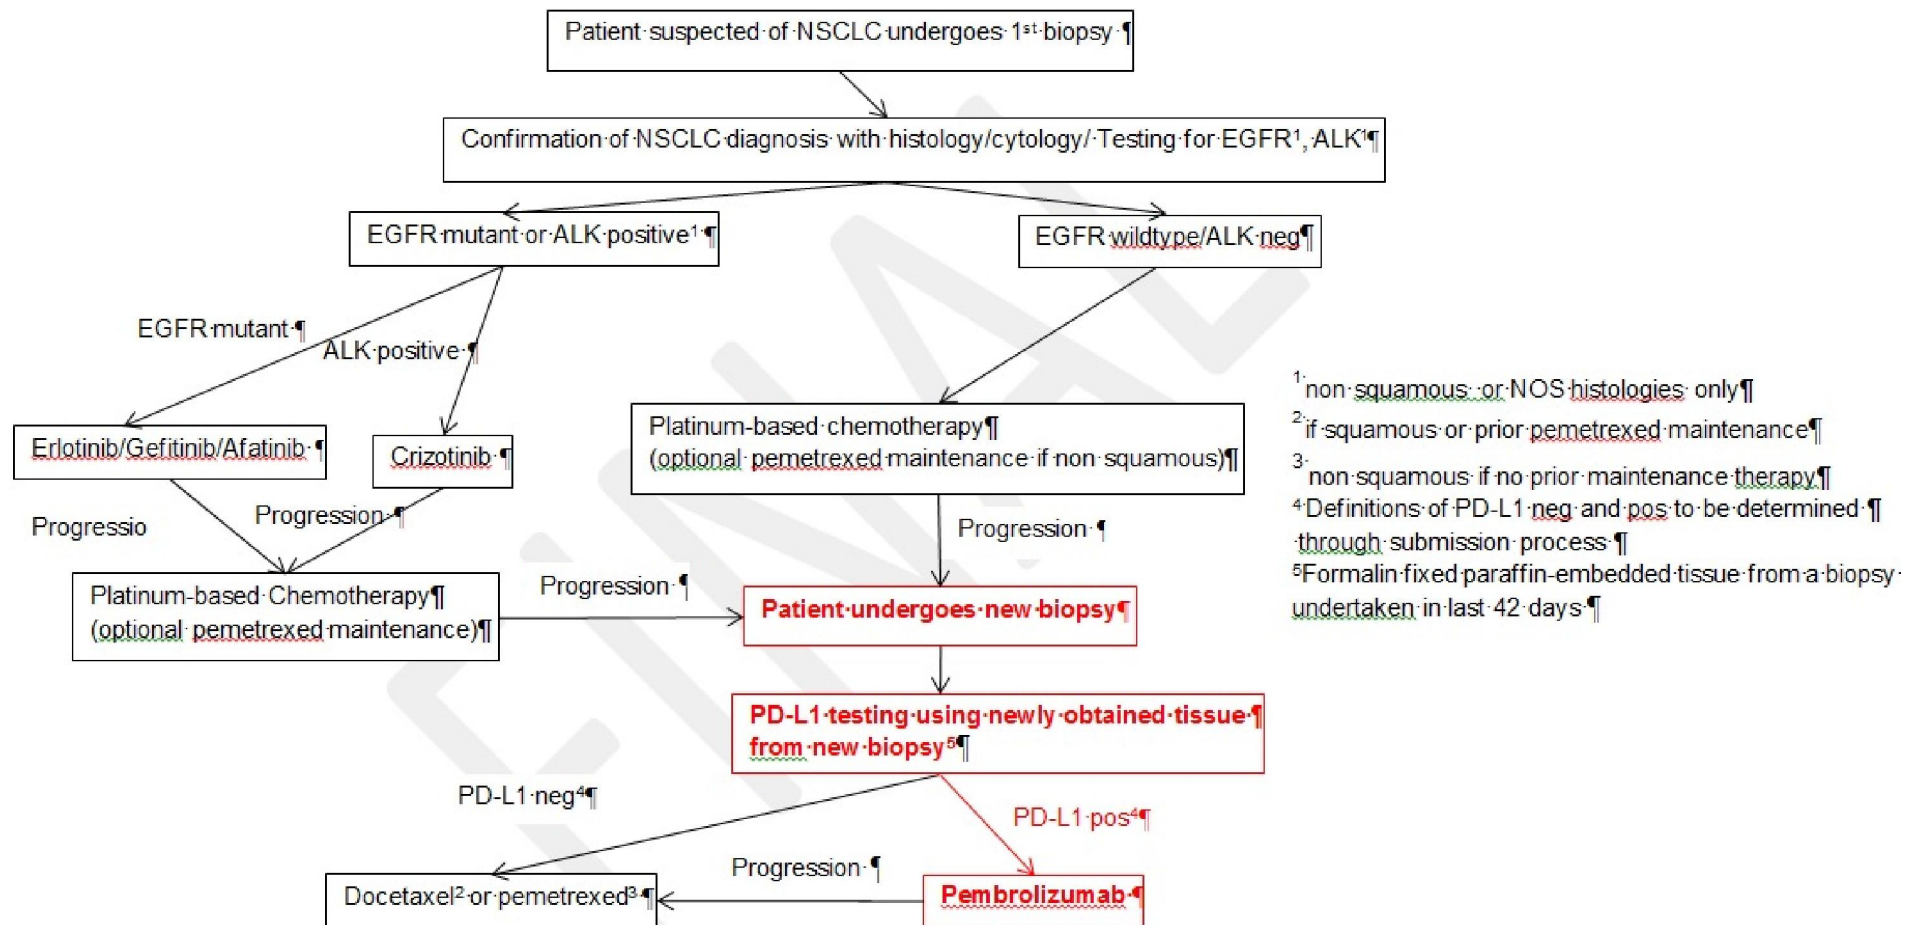 Patient suspected of NSCLC undergoes 1st biopsy ¶
Confirmation of NSCLC diagnosis with histology/cytology/ Testing for EGFR¹, ALK¹¶
EGFR mutant or ALK positive¹ ¶
EGFR wildtype/ALK neg¶
EGFR mutant ¶
ALK positive ¶
Erlotinib/Gefitinib/Afatinib ¶
Crizotinib ¶
Platinum-based chemotherapy¶
(optional pemetrexed maintenance if non squamous)¶
Progressio
Progression ¶
Progression ¶
Platinum-based Chemotherapy¶
(optional pemetrexed maintenance)¶
Progression ¶
Patient undergoes new biopsy¶
PD-L1 testing using newly obtained tissue ¶
from new biopsy⁵¶
PD-L1 neg⁴¶
PD-L1 pos⁴¶
Progression ¶
Docetaxel² or pemetrexed³ ¶
Pembrolizumab ¶
¹ non squamous or NOS histologies only¶
² if squamous or prior pemetrexed maintenance¶
³ non squamous if no prior maintenance therapy¶
⁴ Definitions of PD-L1 neg and pos to be determined ¶
through submission process ¶
⁵Formalin fixed paraffin-embedded tissue from a biopsy
undertaken in last 42 days ¶
FINAL